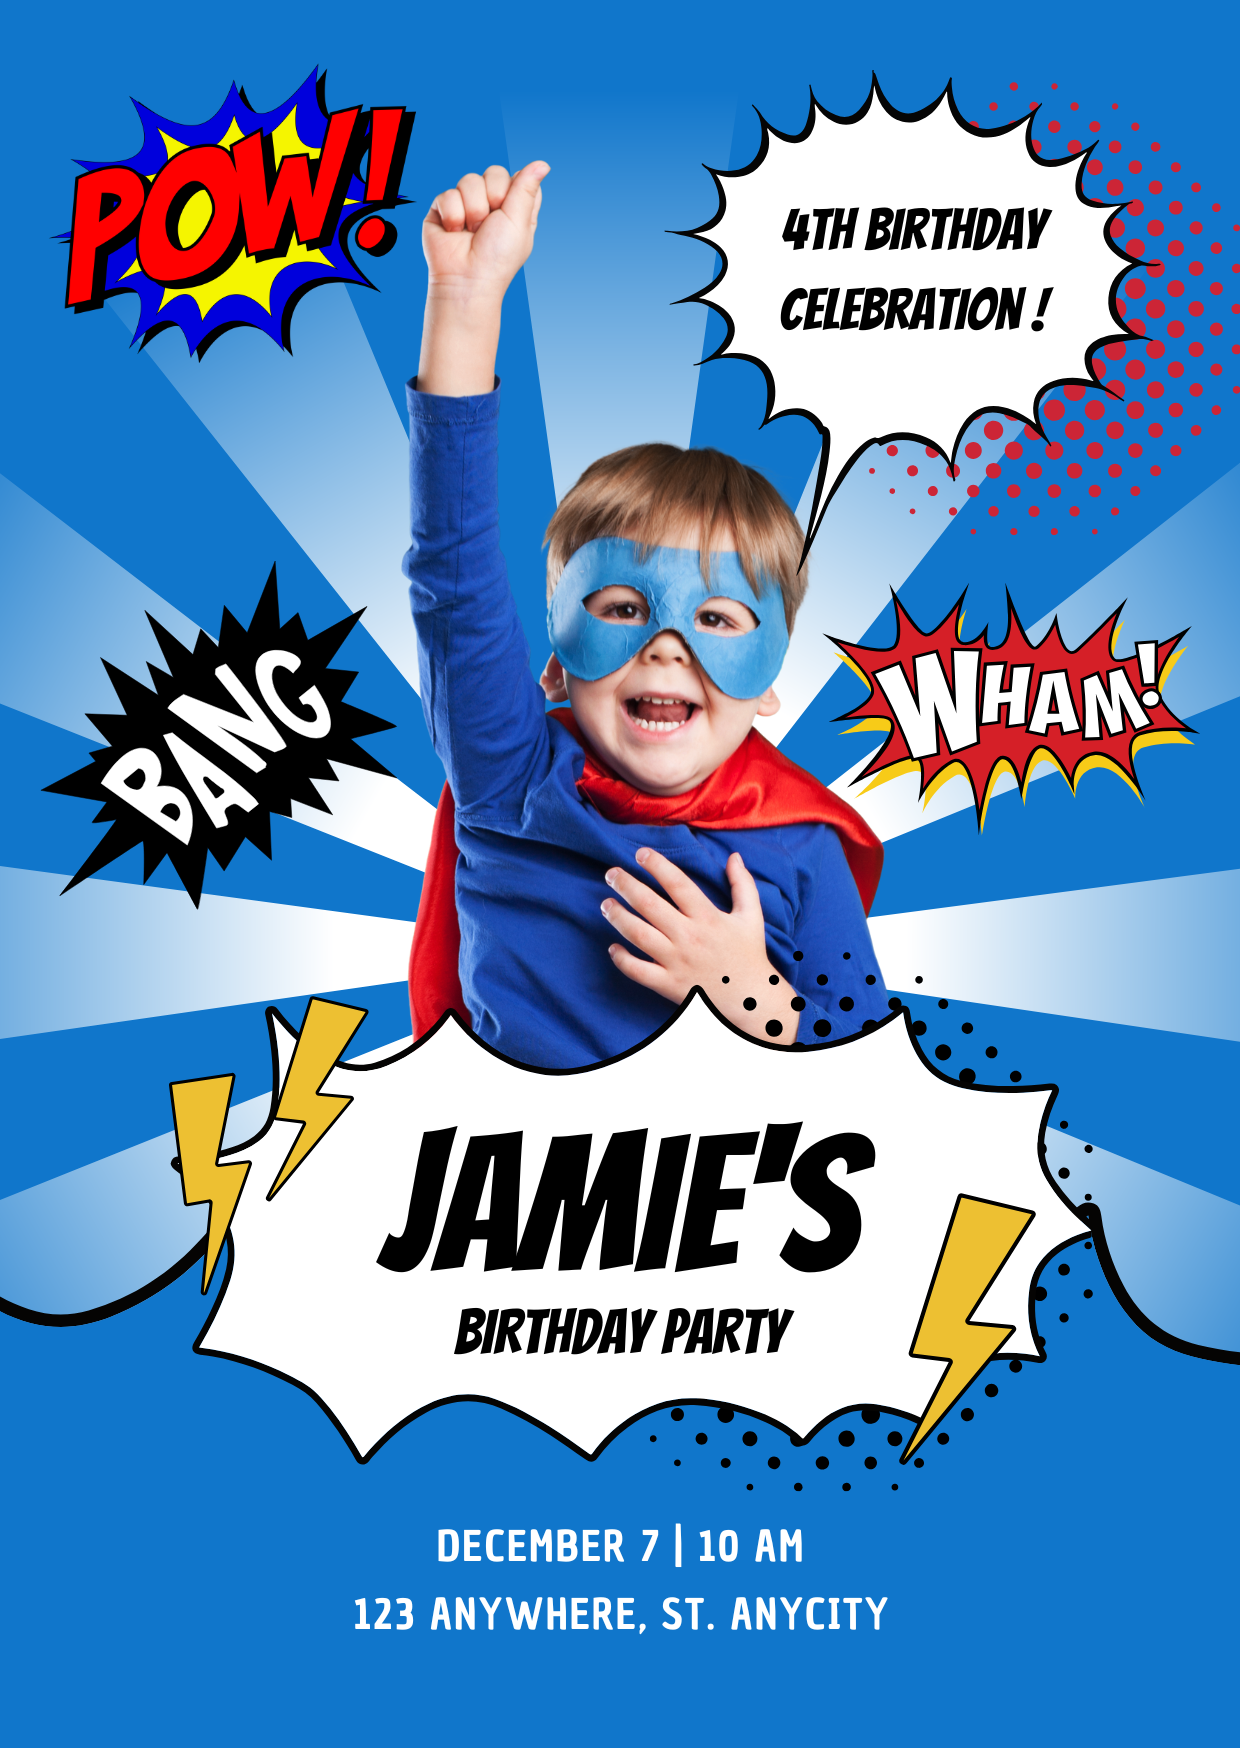 POW!
4TH BIRTHDAY
CELEBRATION !
BANG
WHAM!
JAMIE'S
BIRTHDAY PARTY
DECEMBER 7 | 10 AM
123 ANYWHERE, ST. ANYCITY